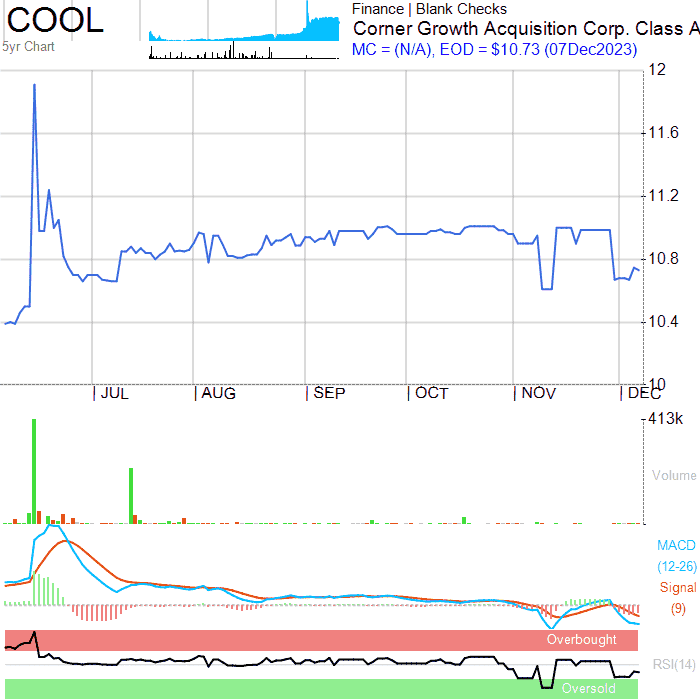 COOL
5yr Chart
Finance | Blank Checks
Corner Growth Acquisition Corp. Class A
MC = (N/A), EOD = $10.73 (07Dec2023)
12
11.6
11.2
10.8
10.4
10
JUL AUG SEP OCT NOV DEC
413k
Volume
MACD
(12-26)
Signal
(9)
Overbought
RSI(14)
Oversold